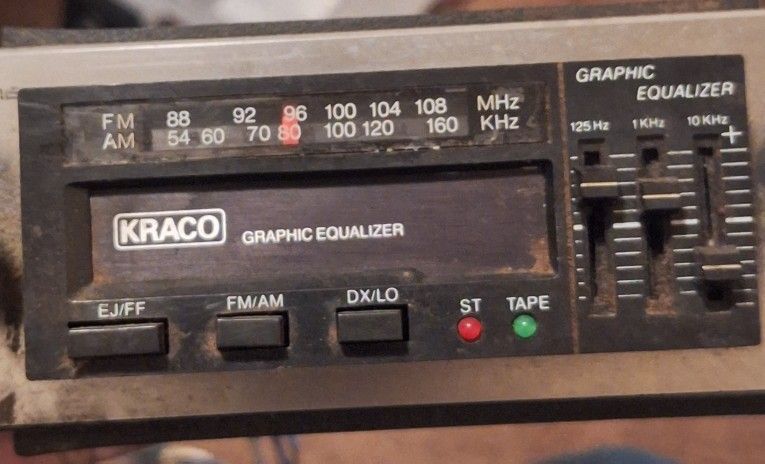 GRAPHIC
EQUALIZER
FM 88 92 96 100 104 108 MHz
AM 54 60 70 80 100 120 160 KHz
125 Hz 1 KHz 10 KHz
+
KRACO GRAPHIC EQUALIZER
EJ/FF FM/AM DX/LO ST TAPE